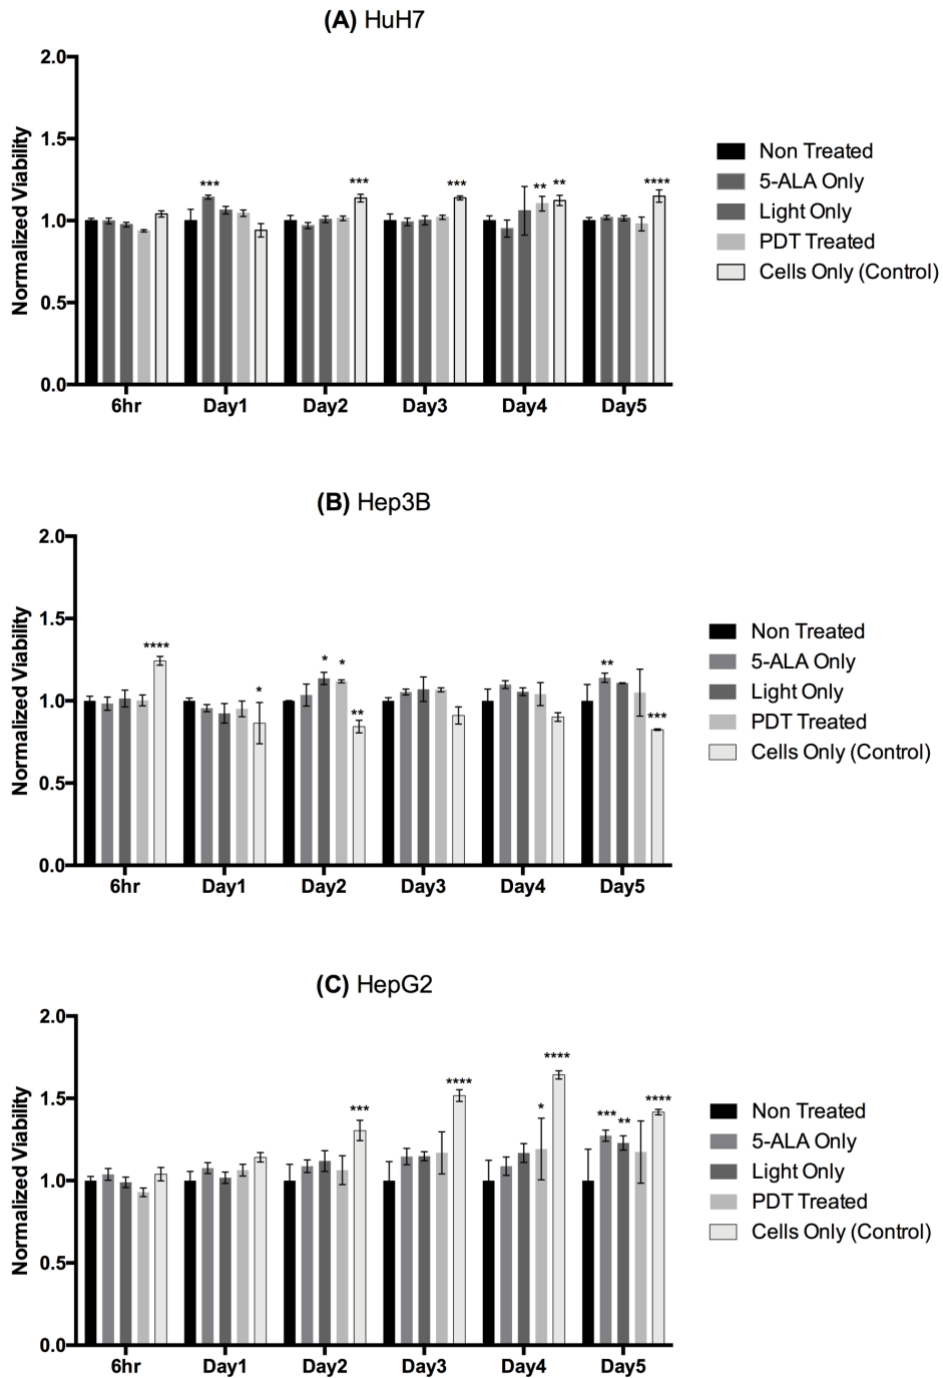 (A) HuH7
2.0
1.5
1.0
0.5
0.0
Normalized Viability
***
***
***
** **
****
6hr Day1 Day2 Day3 Day4 Day5
Non Treated
5-ALA Only
Light Only
PDT Treated
Cells Only (Control)
(B) Hep3B
2.0
1.5
1.0
0.5
0.0
Normalized Viability
****
*
* *
**
**
***
6hr Day1 Day2 Day3 Day4 Day5
Non Treated
5-ALA Only
Light Only
PDT Treated
Cells Only (Control)
(C) HepG2
2.0
1.5
1.0
0.5
0.0
Normalized Viability
***
****
*
****
***
**
****
6hr Day1 Day2 Day3 Day4 Day5
Non Treated
5-ALA Only
Light Only
PDT Treated
Cells Only (Control)